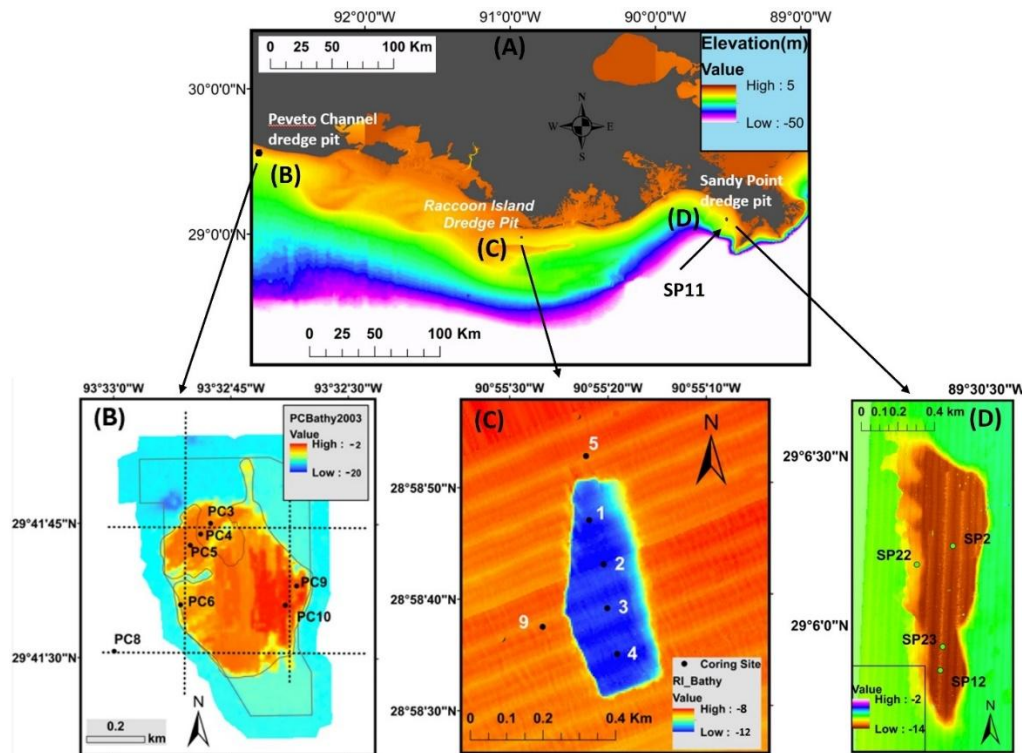 92°0'0"W 91°0'0"W 90°0'0"W 89°0'0"W
(A)
0 25 50 100 Km
Elevation(m)
Value
High : 5
Low : -50
30°0'0"N
29°0'0"N
N
W E
S
Peveto Channel
dredge pit
(B)
Raccoon Island
Dredge Pit
(C)
Sandy Point
dredge pit
(D)
SP11
0 25 50 100 Km
93°33'W 93°32'45"W 93°32'30"W
(B)
PCBathy2003
Value
High : -2
Low : -20
29°41'45"N
29°41'30"N
PC3
PC4
PC5
PC9
PC6
PC10
PC8
N
0.2
km
90°55'30"W 90°55'20"W 90°55'10"W
(C)
N
28°58'50"N
28°58'40"N
28°58'30"N
5
1
2
3
9
4
Coring Site
RI_Bathy
Value
High : -8
Low : -12
0 0.1 0.2 0.4 Km
89°30'30"W
0 0.10.2 0.4 km
(D)
29°6'30"N
29°6'0"N
SP2
SP22
SP23
SP12
Value
High : -2
Low : -14
N